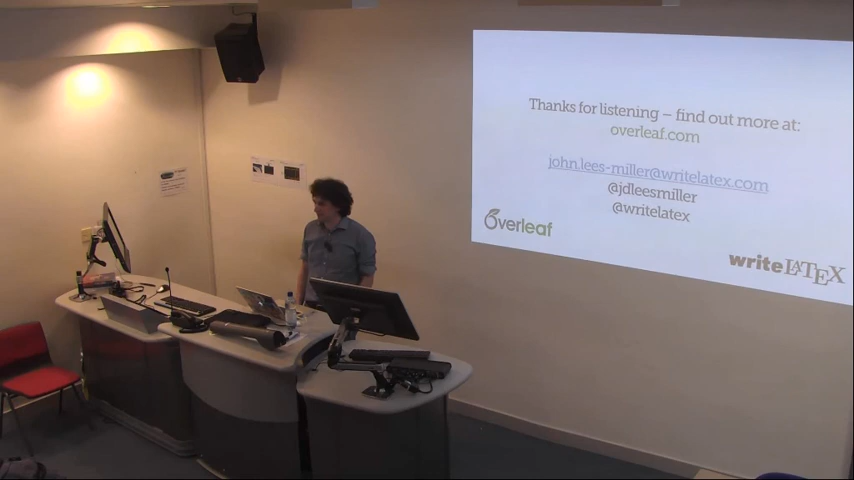 Thanks for listening – find out more at:
overleaf.com
john.lees-miller@writelatex.com
@jdleesmiller
@writelatex
Overleaf
writeLATEX